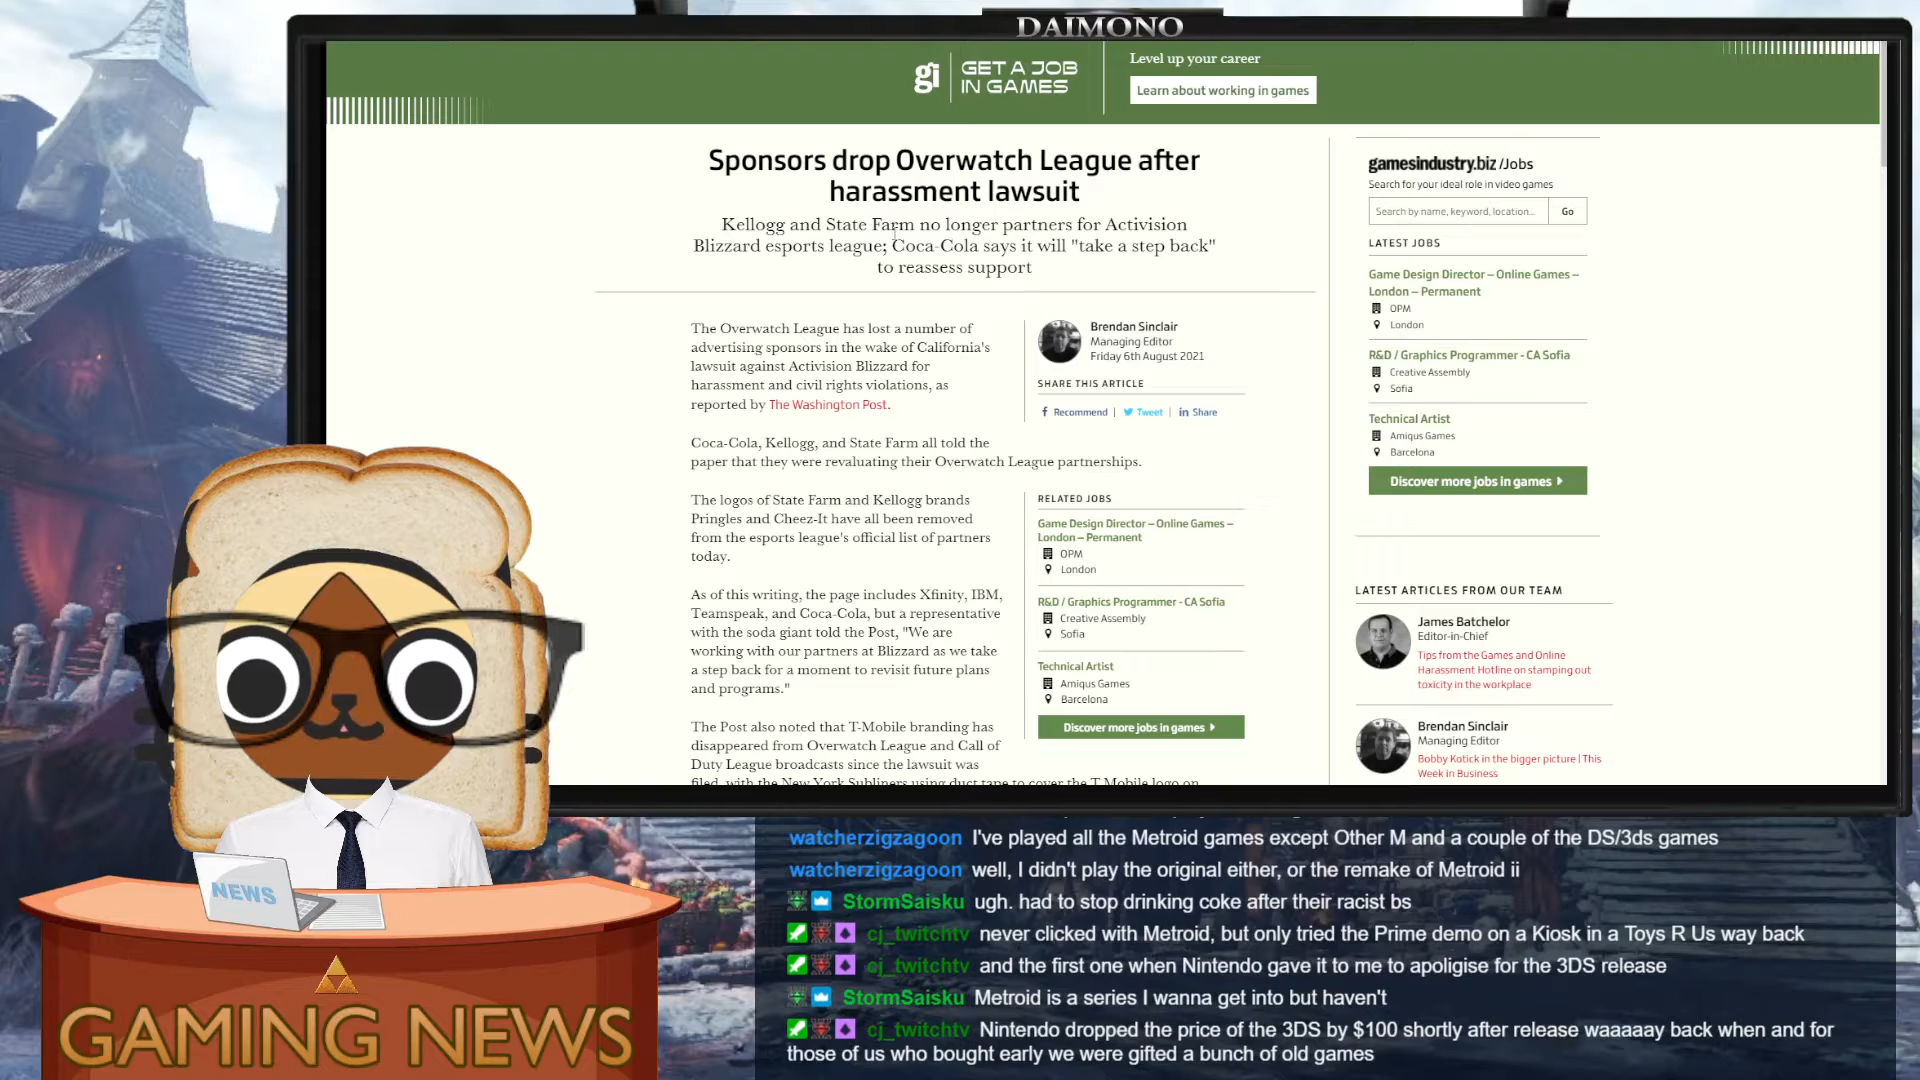 DAIMONO
gi
GET A JOB
IN GAMES
Level up your career
Learn about working in games
Sponsors drop Overwatch League after
harassment lawsuit
Kellogg and State Farm no longer partners for Activision
Blizzard esports league; Coca-Cola says it will "take a step back"
to reassess support
The Overwatch League has lost a number of
advertising sponsors in the wake of California's
lawsuit against Activision Blizzard for
harassment and civil rights violations, as
reported by The Washington Post.
Coca-Cola, Kellogg, and State Farm all told the
paper that they were revaluating their Overwatch League partnerships.
The logos of State Farm and Kellogg brands
Pringles and Cheez-It have all been removed
from the esports league's official list of partners
today.
As of this writing, the page includes Xfinity, IBM,
Teamspeak, and Coca-Cola, but a representative
with the soda giant told the Post, "We are
working with our partners at Blizzard as we take
a step back for a moment to revisit future plans
and programs."
The Post also noted that T-Mobile branding has
disappeared from Overwatch League and Call of
Duty League broadcasts since the lawsuit was
filed, with the New York Subliners using duct tape to cover the T-Mobile logo on
Brendan Sinclair
Managing Editor
Friday 6th August 2021
SHARE THIS ARTICLE
Recommend | Tweet | in Share
RELATED JOBS
Game Design Director – Online Games –
London – Permanent
OPM
London
R&D / Graphics Programmer - CA Sofia
Creative Assembly
Sofia
Technical Artist
Amiqus Games
Barcelona
Discover more jobs in games
gamesindustry.biz /Jobs
Search for your ideal role in video games
Search by name, keyword, location...
Go
LATEST JOBS
Game Design Director – Online Games –
London – Permanent
OPM
London
R&D / Graphics Programmer - CA Sofia
Creative Assembly
Sofia
Technical Artist
Amiqus Games
Barcelona
Discover more jobs in games
LATEST ARTICLES FROM OUR TEAM
James Batchelor
Editor-in-Chief
Tips from the Games and Online
Harassment Hotline on stamping out
toxicity in the workplace
Brendan Sinclair
Managing Editor
Bobby Kotick in the bigger picture | This
Week in Business
NEWS
GAMING NEWS
watcherzigzagoon I've played all the Metroid games except Other M and a couple of the DS/3ds games
watcherzigzagoon well, I didn't play the original either, or the remake of Metroid ii
StormSaisku ugh. had to stop drinking coke after their racist bs
cj_twitchtv never clicked with Metroid, but only tried the Prime demo on a Kiosk in a Toys R Us way back
cj_twitchtv and the first one when Nintendo gave it to me to apoligise for the 3DS release
StormSaisku Metroid is a series I wanna get into but haven't
cj_twitchtv Nintendo dropped the price of the 3DS by $100 shortly after release waaaaay back when and for
those of us who bought early we were gifted a bunch of old games